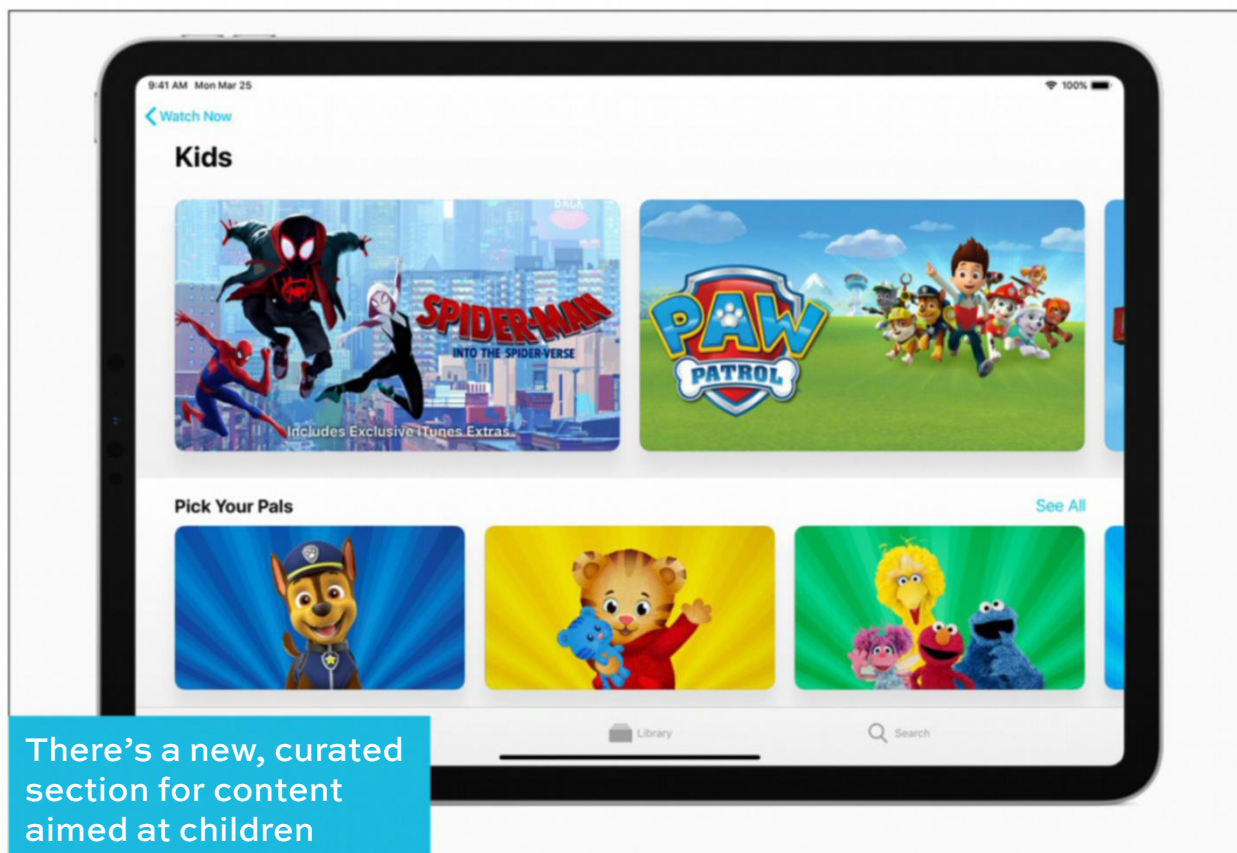 9:41 AM Mon Mar 25
100%
Watch Now
Kids
SPIDER-MAN
INTO THE SPIDER-VERSE
Includes Exclusive iTunes Extras
PAW
PATROL
Pick Your Pals
See All
Library
Search
There's a new, curated
section for content
aimed at children